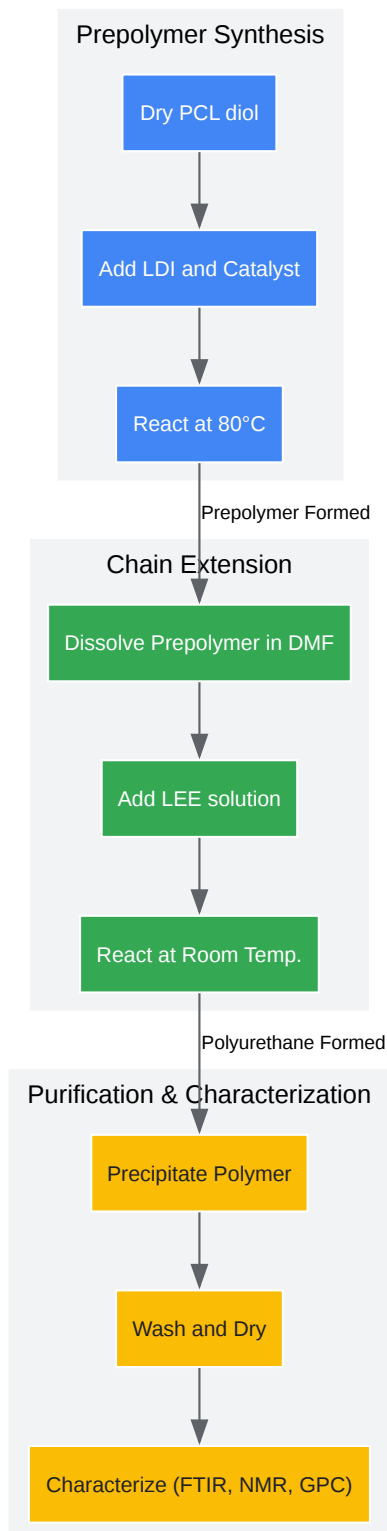 Prepolymer Synthesis
Dry PCL diol
Add LDI and Catalyst
React at 80°C
Prepolymer Formed
Chain Extension
Dissolve Prepolymer in DMF
Add LEE solution
React at Room Temp.
Polyurethane Formed
Purification & Characterization
Precipitate Polymer
Wash and Dry
Characterize (FTIR, NMR, GPC)